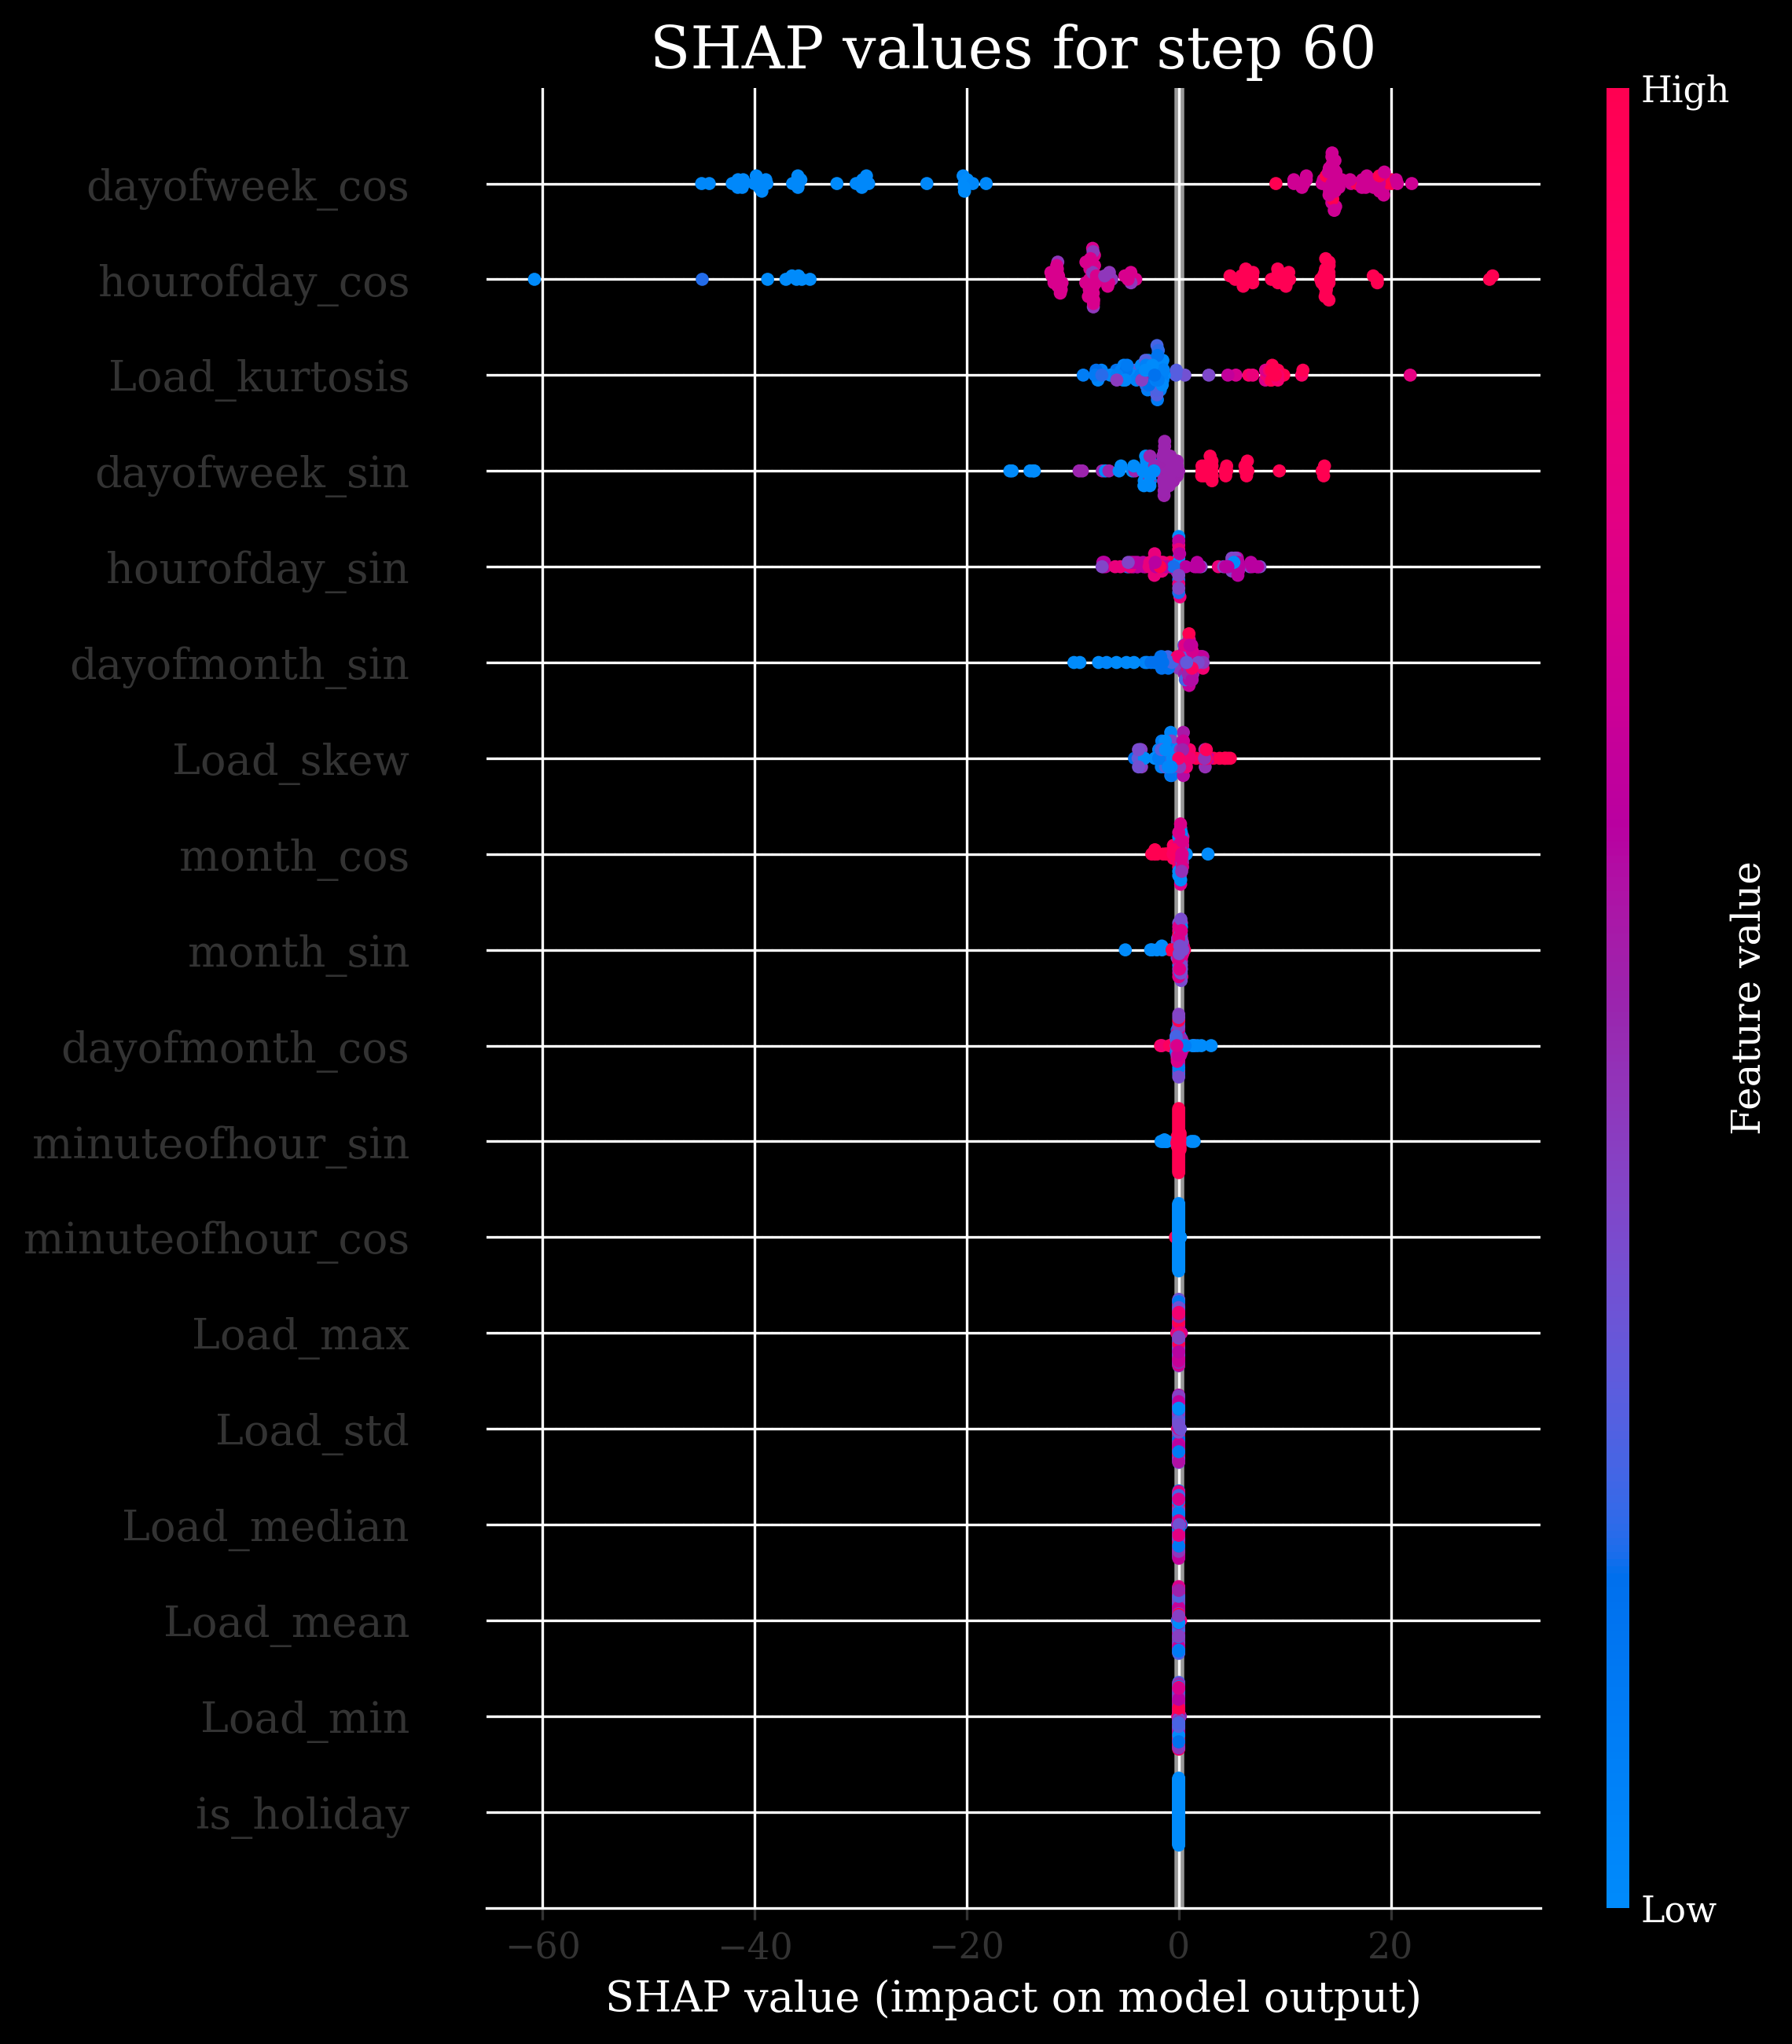 SHAP values for step 60
High
dayofweek_cos
hourofday_cos
Load_kurtosis
dayofweek_sin
hourofday_sin
dayofmonth_sin
Load_skew
month_cos
month_sin
dayofmonth_cos
minuteofhour_sin
minuteofhour_cos
Load_max
Load_std
Load_median
Load_mean
Load_min
is_holiday
Feature value
Low
−60 −40 −20 0 20
SHAP value (impact on model output)